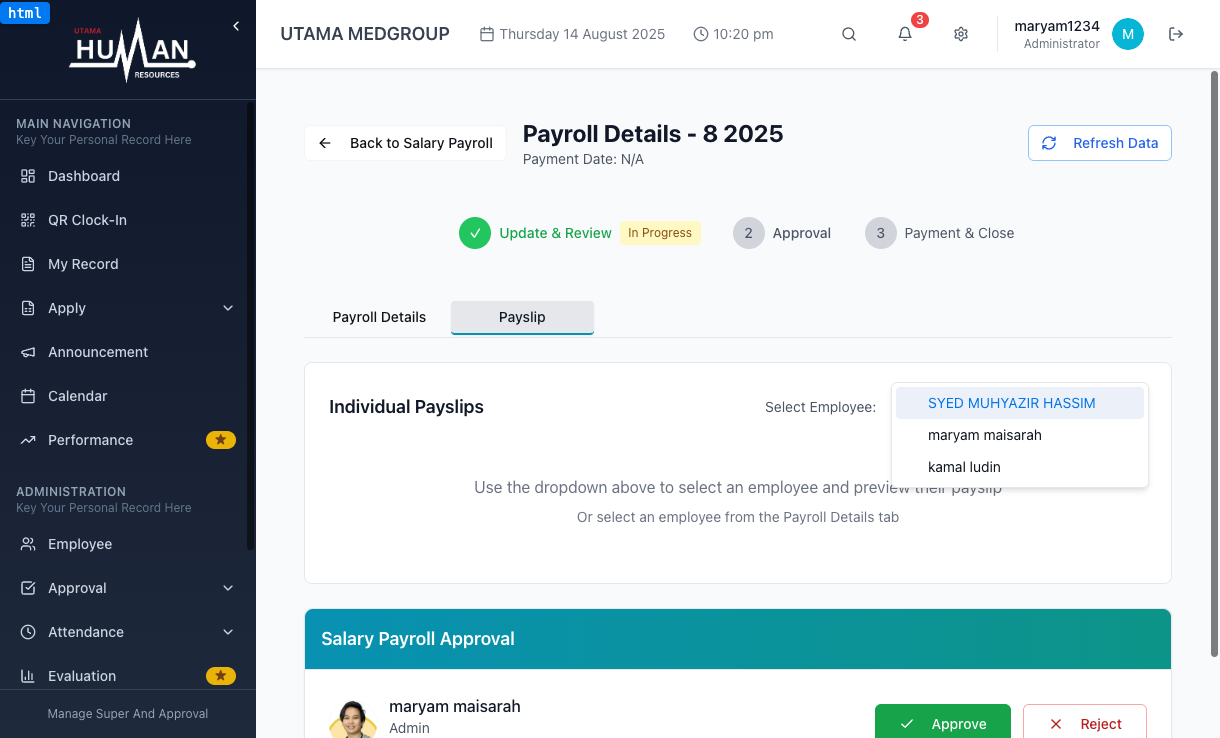 html
UTAMA
HUMAN
RESOURCES
UTAMA MEDGROUP
Thursday 14 August 2025
10:20 pm
3
maryam1234
Administrator
M
MAIN NAVIGATION
Key Your Personal Record Here
Dashboard
QR Clock-In
My Record
Apply
Announcement
Calendar
Performance
ADMINISTRATION
Key Your Personal Record Here
Employee
Approval
Attendance
Evaluation
Manage Super And Approval
Back to Salary Payroll
Payroll Details - 8 2025
Payment Date: N/A
Refresh Data
Update & Review
In Progress
2
Approval
3
Payment & Close
Payroll Details
Payslip
Individual Payslips
Select Employee:
SYED MUHYAZIR HASSIM
maryam maisarah
kamal ludin
Use the dropdown above to select an employee and preview their payslip
Or select an employee from the Payroll Details tab
Salary Payroll Approval
maryam maisarah
Admin
Approve
Reject